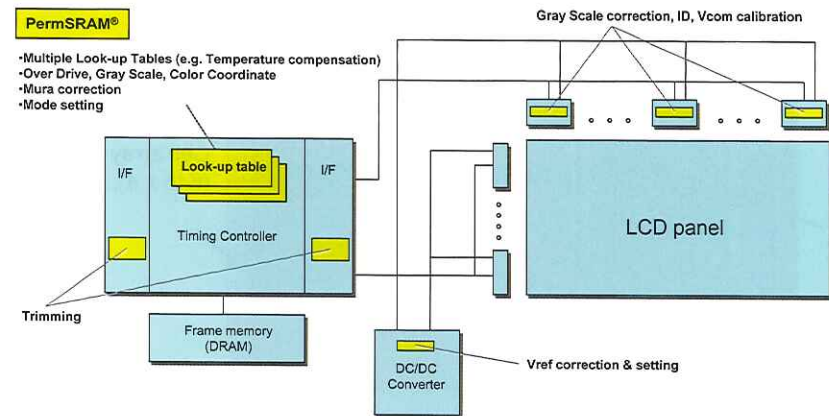 PermSRAM®
Gray Scale correction, ID, Vcom calibration
•Multiple Look-up Tables (e.g. Temperature compensation)
•Over Drive, Gray Scale, Color Coordinate
•Mura correction
•Mode setting
I/F
Look-up table
I/F
Timing Controller
LCD panel
Trimming
Frame memory
(DRAM)
DC/DC
Converter
Vref correction & setting